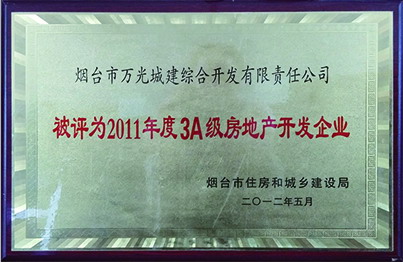 烟台市万光城建综合开发有限责任公司
被评为2011年度3A级房地产开发企业
烟台市住房和城乡建设局
二〇一二年五月